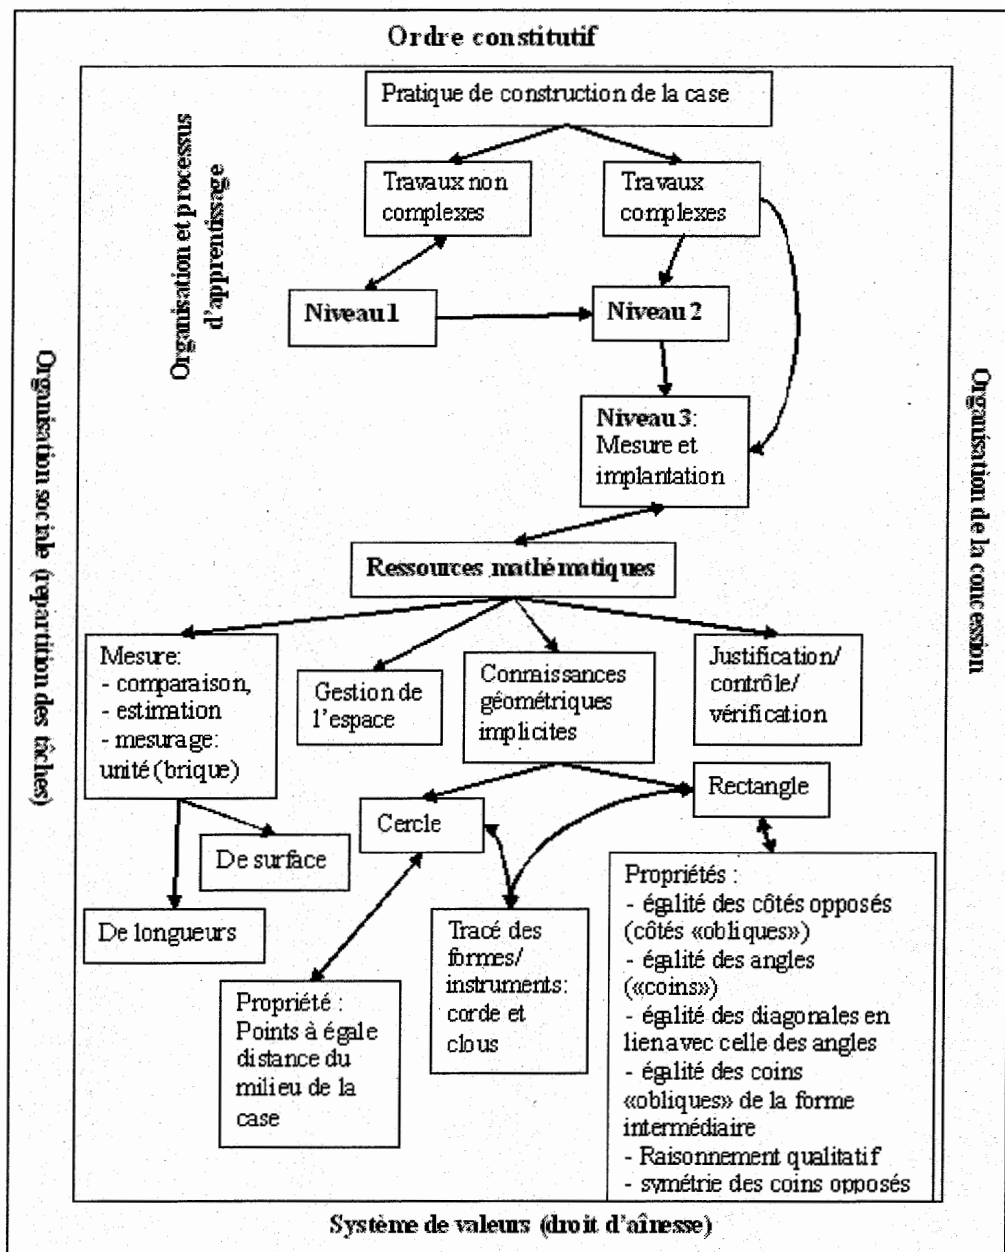 Ordre constitutif
Pratique de construction de la case
Organisation et processus
d'apprentissage
Travaux non
complexes
Travaux
complexes
Niveau 1
Niveau 2
Niveau 3:
Mesure et
implantation
Organisation sociale (repartition des tâches)
Organisation de la concession
Ressources mathématiques
Mesure:
- comparaison,
- estimation
- mesurage:
unité (brique)
Gestion de
l'espace
Connaissances
géométriques
implicites
Justification/
contrôle/
vérification
Cercle
Rectangle
De surface
De longueurs
Propriété :
Points à égale
distance du
milieu de la
case
Tracé des
formes/
instruments:
corde et
clous
Propriétés :
- égalité des côtés opposés
(côtés «obliques»)
- égalité des angles
(«coins»)
- égalité des diagonales en
lien avec celle des angles
- égalité des coins
«obliques» de la forme
intermédiaire
- Raisonnement qualitatif
- symétrie des coins opposés
Système de valeurs (droit d'aînesse)